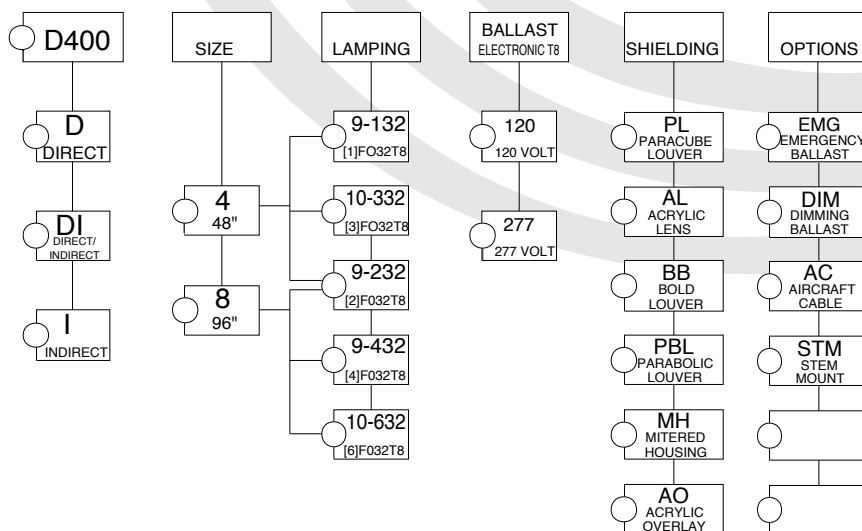 D400
D
DIRECT
DI
DIRECT/
INDIRECT
I
INDIRECT
SIZE
4
48"
8
96"
LAMPING
9-132
[1]FO32T8
10-332
[3]FO32T8
9-232
[2]F032T8
9-432
[4]F032T8
10-632
[6]F032T8
BALLAST
ELECTRONIC T8
120
120 VOLT
277
277 VOLT
SHIELDING
PL
PARACUBE
LOUVER
AL
ACRYLIC
LENS
BB
BOLD
LOUVER
PBL
PARABOLIC
LOUVER
MH
MITERED
HOUSING
AO
ACRYLIC
OVERLAY
OPTIONS
EMG
EMERGENCY
BALLAST
DIM
DIMMING
BALLAST
AC
AIRCRAFT
CABLE
STM
STEM
MOUNT